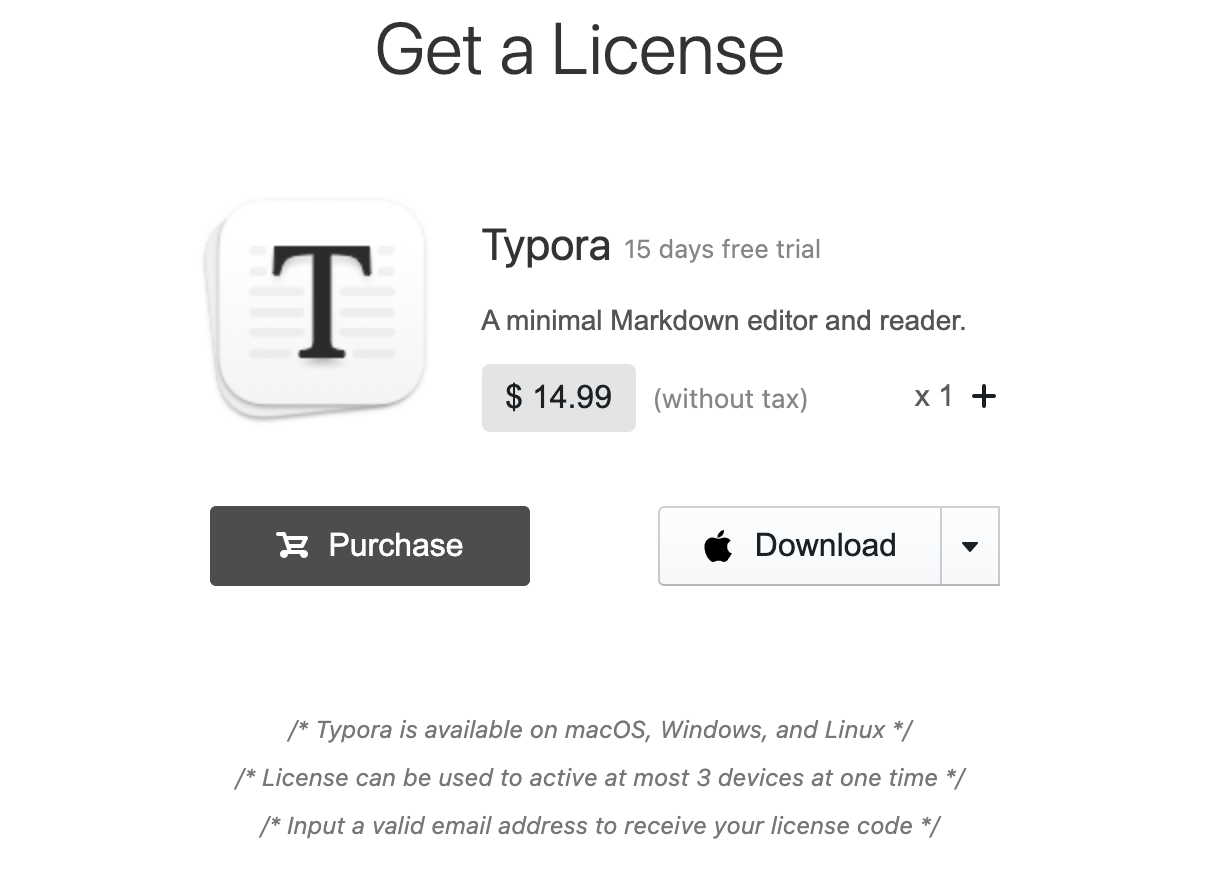 Get a License
T
Typora 15 days free trial
A minimal Markdown editor and reader.
$ 14.99 (without tax) x 1 +
Purchase Download
/* Typora is available on macOS, Windows, and Linux */
/* License can be used to active at most 3 devices at one time */
/* Input a valid email address to receive your license code */